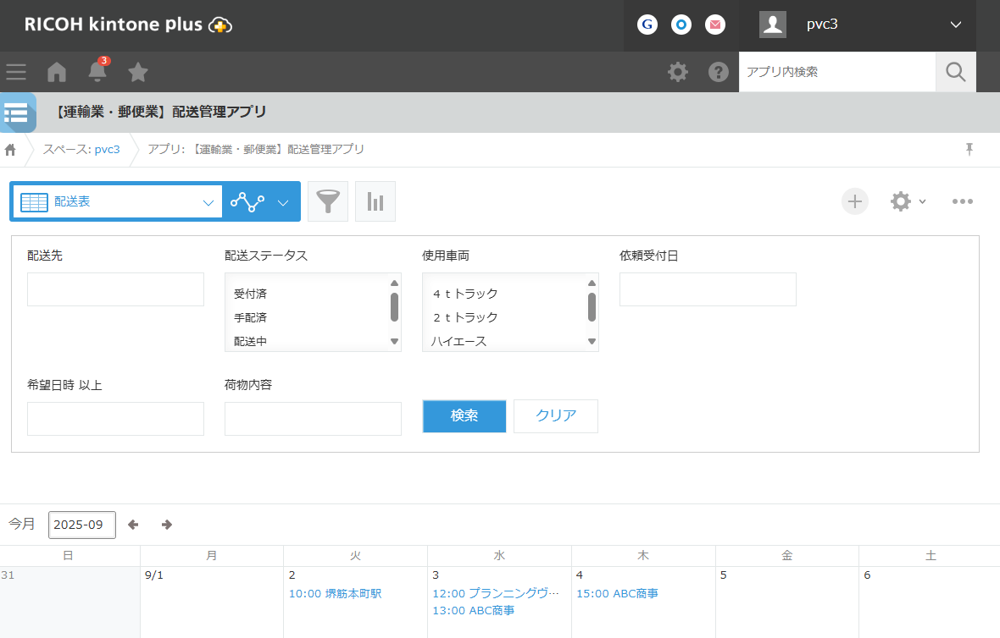 RICOH kintone plus
G
pvc3
3
アプリ内検索
【運輸業・郵便業】配送管理アプリ
スペース: pvc3
アプリ: 【運輸業・郵便業】配送管理アプリ
配送表
配送先 配送ステータス 使用車両 依頼受付日
受付済 ４ｔトラック
手配済 ２ｔトラック
配送中 ハイエース
希望日時 以上 荷物内容
検索 クリア
今月 2025-09
日 月 火 水 木 金 土
31 9/1 2 3 4 5 6
10:00 堺筋本町駅 12:00 プランニングヴ… 15:00 ABC商事
13:00 ABC商事